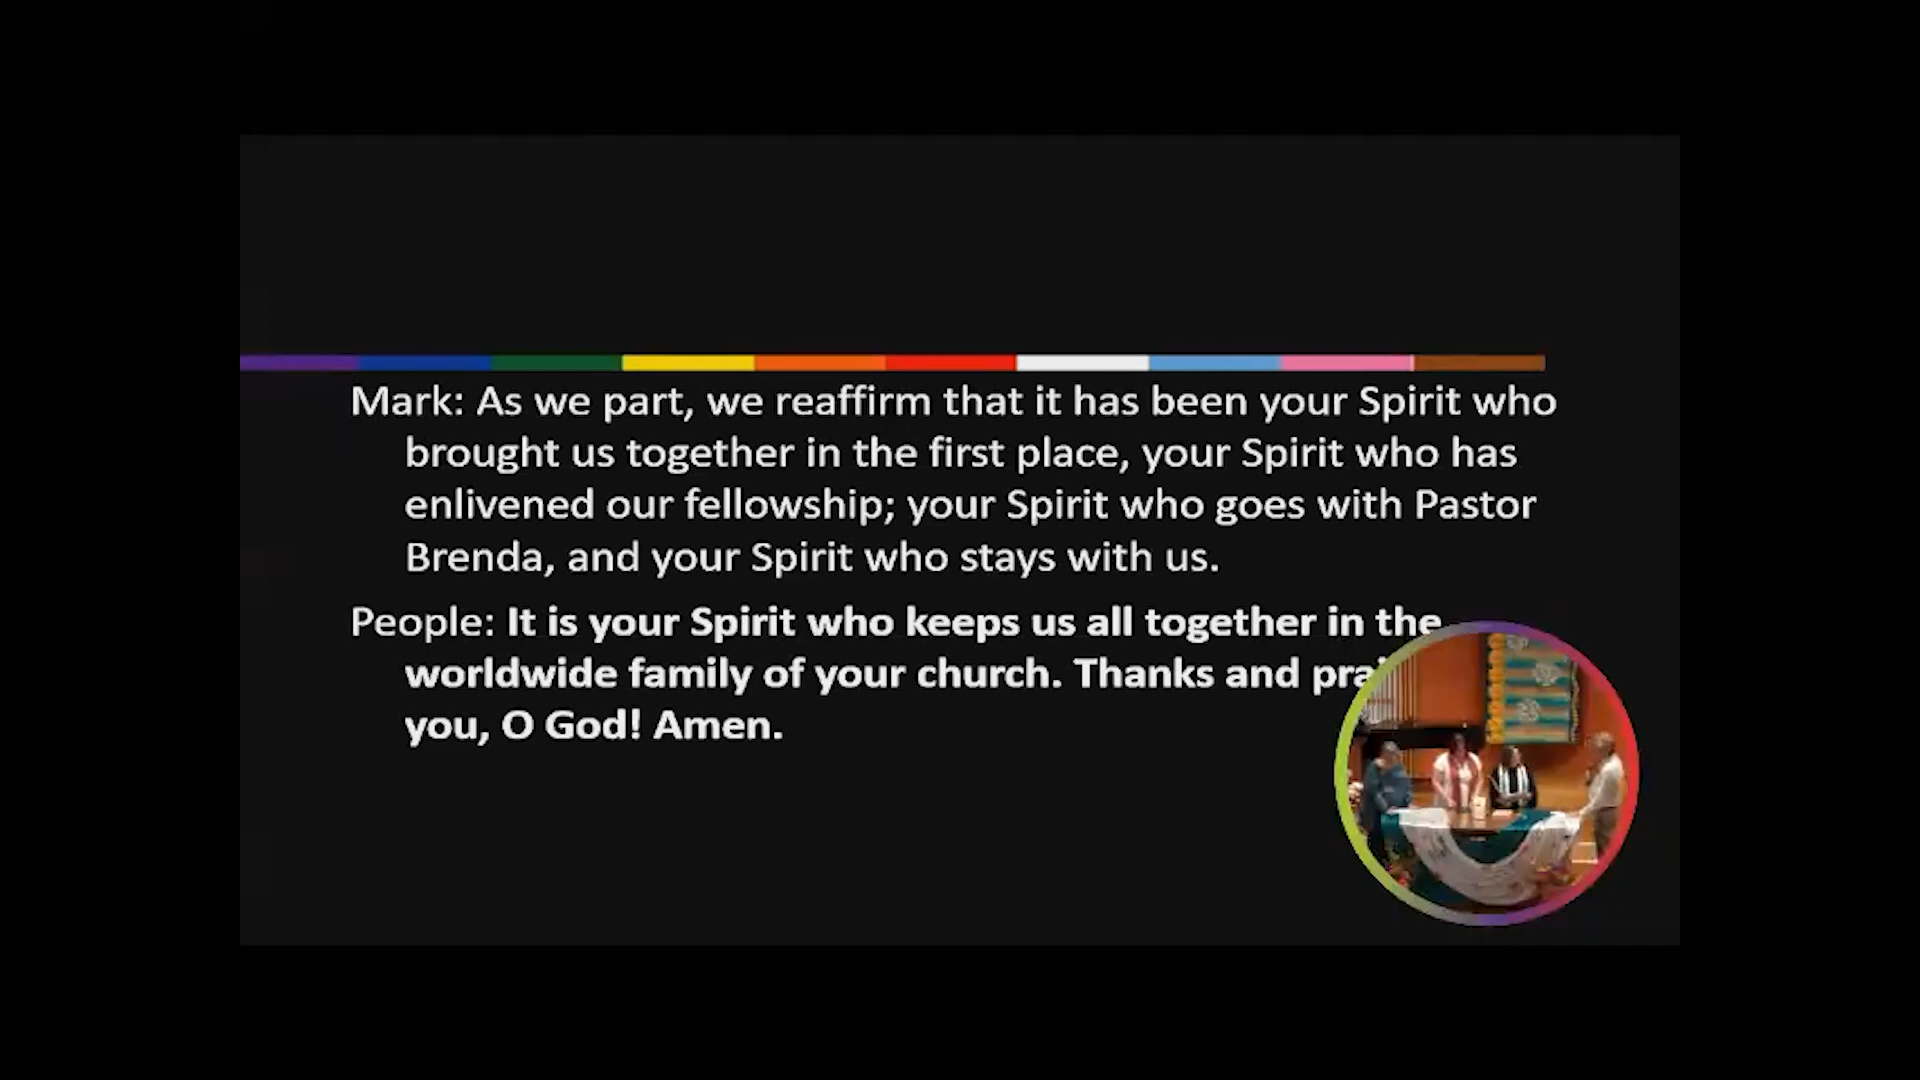 Mark: As we part, we reaffirm that it has been your Spirit who
brought us together in the first place, your Spirit who has
enlivened our fellowship; your Spirit who goes with Pastor
Brenda, and your Spirit who stays with us.
People: It is your Spirit who keeps us all together in the
worldwide family of your church. Thanks and
you, O God! Amen.